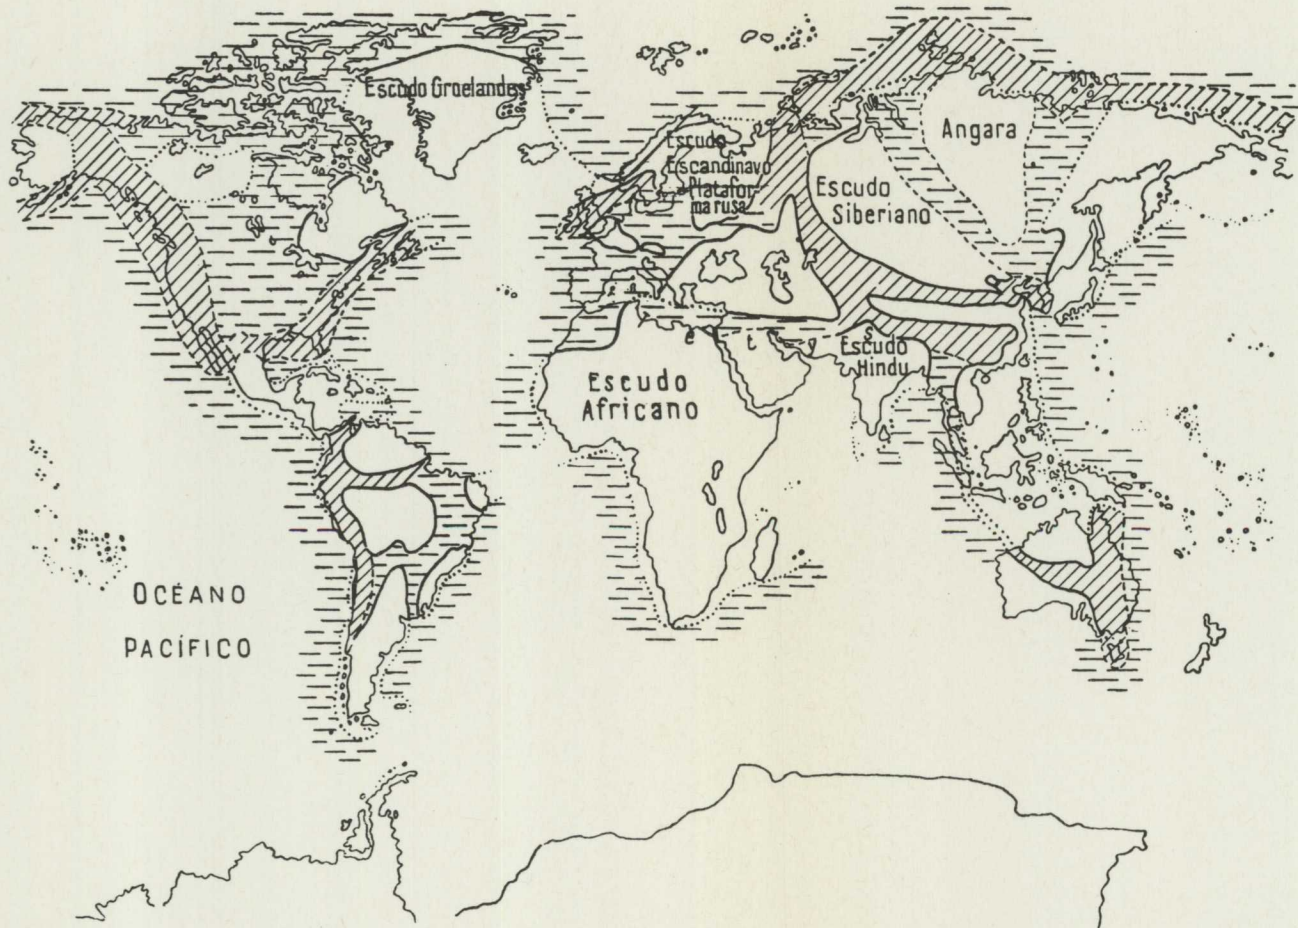 Escudo Groelandes
Angara
Escudo
Escandinavo
Platafor-
ma rusa
Escudo
Siberiano
e t y s
Escudo
Hindu
Escudo
Africano
OCÉANO
PACÍFICO